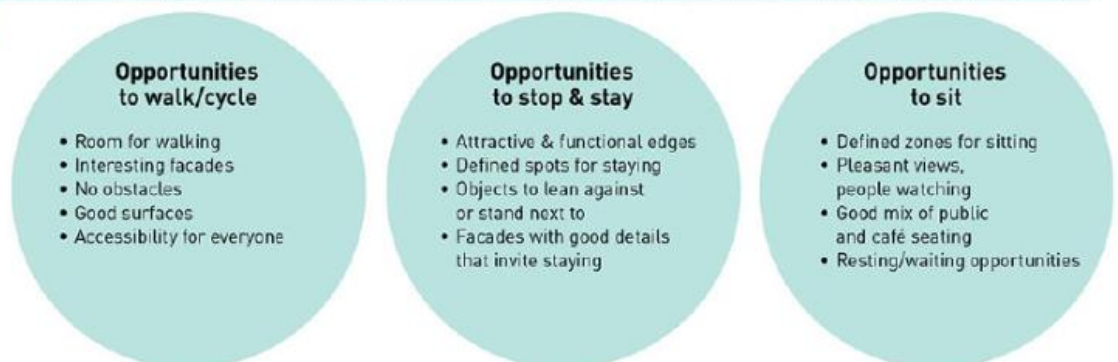 Opportunities
to walk/cycle
• Room for walking
• Interesting facades
• No obstacles
• Good surfaces
• Accessibility for everyone
Opportunities
to stop & stay
• Attractive & functional edges
• Defined spots for staying
• Objects to lean against
or stand next to
• Facades with good details
that invite staying
Opportunities
to sit
• Defined zones for sitting
• Pleasant views,
people watching
• Good mix of public
and café seating
• Resting/waiting opportunities